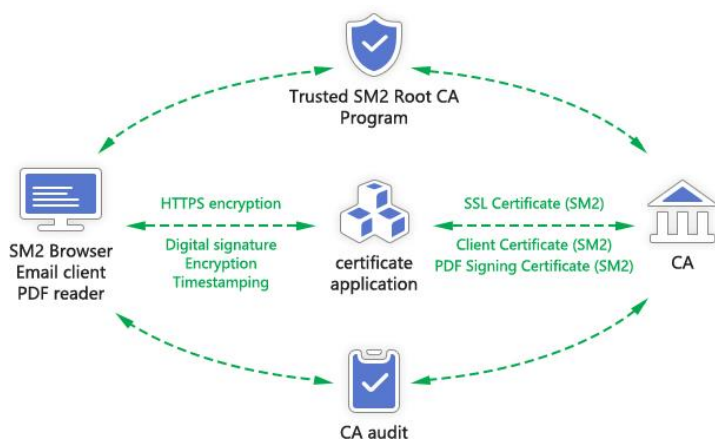 Trusted SM2 Root CA
Program
HTTPS encryption
SSL Certificate (SM2)
SM2 Browser
Email client
PDF reader
Digital signature
Encryption
Timestamping
certificate
application
Client Certificate (SM2)
PDF Signing Certificate (SM2)
CA
CA audit